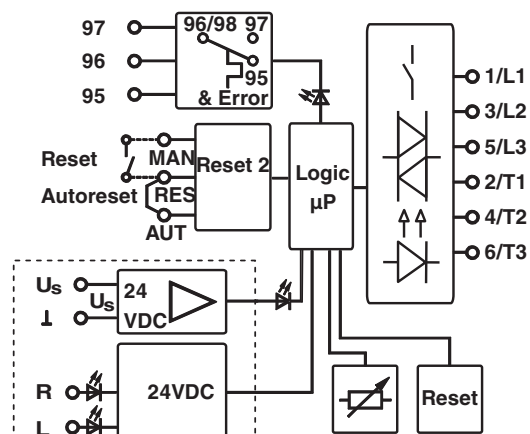 97
96
95
96/98 97
95
& Error
1/L1
3/L2
5/L3
2/T1
4/T2
6/T3
Reset
Autoreset
MAN
RES
AUT
Reset 2
Logic
µP
Us
Us
⊥
24
VDC
R
L
24VDC
Reset